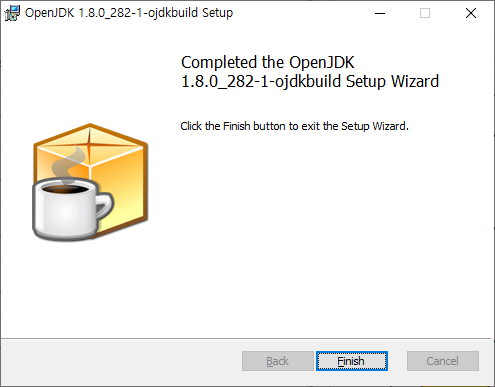 OpenJDK 1.8.0_282-1-ojdkbuild Setup
Completed the OpenJDK
1.8.0_282-1-ojdkbuild Setup Wizard
Click the Finish button to exit the Setup Wizard.
Back
Finish
Cancel